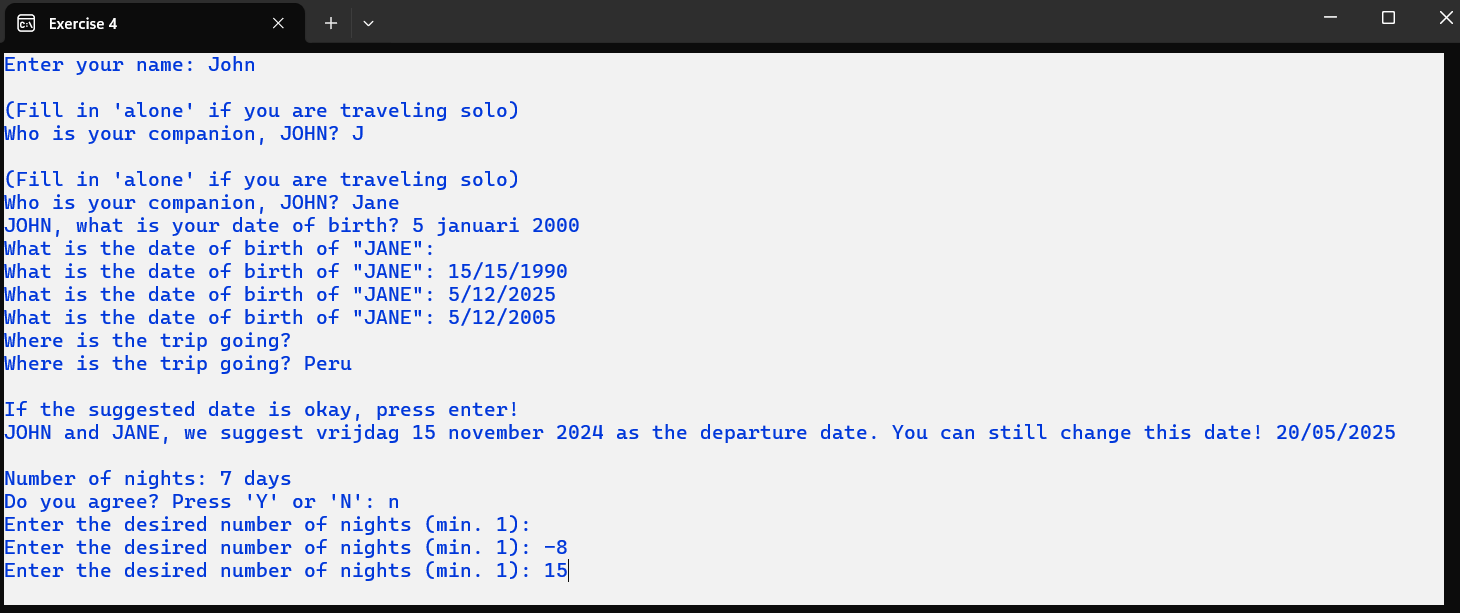 Exercise 4
Enter your name: John
(Fill in 'alone' if you are traveling solo)
Who is your companion, JOHN? J
(Fill in 'alone' if you are traveling solo)
Who is your companion, JOHN? Jane
JOHN, what is your date of birth? 5 januari 2000
What is the date of birth of "JANE":
What is the date of birth of "JANE": 15/15/1990
What is the date of birth of "JANE": 5/12/2025
What is the date of birth of "JANE": 5/12/2005
Where is the trip going?
Where is the trip going? Peru
If the suggested date is okay, press enter!
JOHN and JANE, we suggest vrijdag 15 november 2024 as the departure date. You can still change this date! 20/05/2025
Number of nights: 7 days
Do you agree? Press 'Y' or 'N': n
Enter the desired number of nights (min. 1):
Enter the desired number of nights (min. 1): -8
Enter the desired number of nights (min. 1): 15